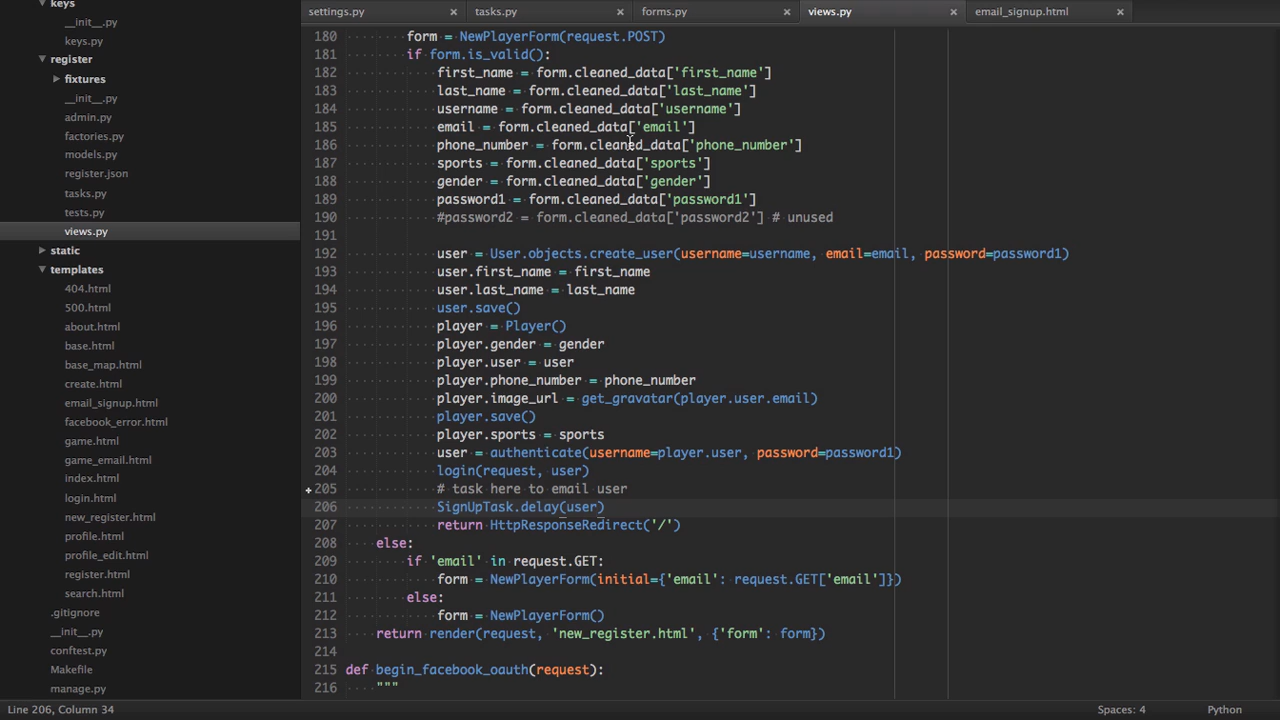 keys
__init__.py
keys.py
register
fixtures
__init__.py
admin.py
factories.py
models.py
register.json
tasks.py
tests.py
views.py
static
templates
404.html
500.html
about.html
base.html
base_map.html
create.html
email_signup.html
facebook_error.html
game.html
game_email.html
index.html
login.html
new_register.html
profile.html
profile_edit.html
register.html
search.html
.gitignore
__init__.py
conftest.py
Makefile
manage.py
settings.py × tasks.py × forms.py × views.py × email_signup.html ×
180 form = NewPlayerForm(request.POST)
181 if form.is_valid():
182 first_name = form.cleaned_data['first_name']
183 last_name = form.cleaned_data['last_name']
184 username = form.cleaned_data['username']
185 email = form.cleaned_data['email']
186 phone_number = form.cleaned_data['phone_number']
187 sports = form.cleaned_data['sports']
188 gender = form.cleaned_data['gender']
189 password1 = form.cleaned_data['password1']
190 #password2 = form.cleaned_data['password2'] # unused
191
192 user = User.objects.create_user(username=username, email=email, password=password1)
193 user.first_name = first_name
194 user.last_name = last_name
195 user.save()
196 player = Player()
197 player.gender = gender
198 player.user = user
199 player.phone_number = phone_number
200 player.image_url = get_gravatar(player.user.email)
201 player.save()
202 player.sports = sports
203 user = authenticate(username=player.user, password=password1)
204 login(request, user)
205 # task here to email user
206 SignUpTask.delay(user)
207 return HttpResponseRedirect('/')
208 else:
209 if 'email' in request.GET:
210 form = NewPlayerForm(initial={'email': request.GET['email']})
211 else:
212 form = NewPlayerForm()
213 return render(request, 'new_register.html', {'form': form})
214
215 def begin_facebook_oauth(request):
216 """
Line 206, Column 34 Spaces: 4 Python